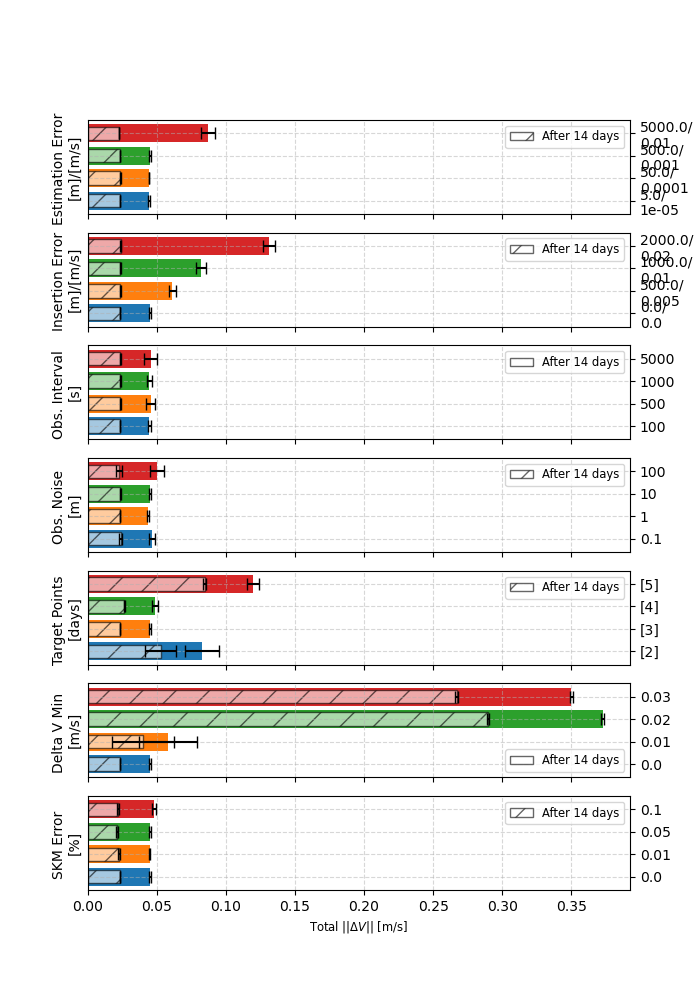 Estimation Error
[m]/[m/s]
After 14 days
5000.0/
0.01
500.0/
0.001
50.0/
0.0001
5.0/
1e-05
Insertion Error
[m]/[m/s]
After 14 days
2000.0/
0.02
1000.0/
0.01
500.0/
0.005
0.0/
0.0
Obs. Interval
[s]
After 14 days
5000
1000
500
100
Obs. Noise
[m]
After 14 days
100
10
1
0.1
Target Points
[days]
After 14 days
[5]
[4]
[3]
[2]
Delta V Min
[m/s]
After 14 days
0.03
0.02
0.01
0.0
SKM Error
[%]
After 14 days
0.1
0.05
0.01
0.0
0.00 0.05 0.10 0.15 0.20 0.25 0.30 0.35
Total ||ΔV|| [m/s]